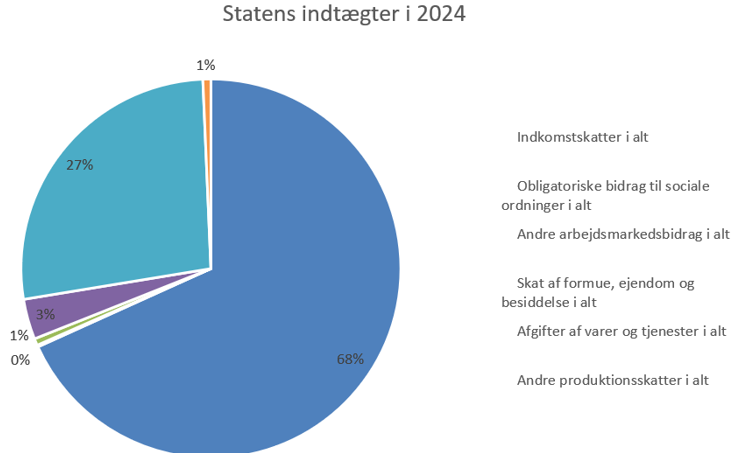 Statens indtægter i 2024
1%
27%
3%
1%
0%
68%
Indkomstskatter i alt
Obligatoriske bidrag til sociale
ordninger i alt
Andre arbejdsmarkedsbidrag i alt
Skat af formue, ejendom og
besiddelse i alt
Afgifter af varer og tjenester i alt
Andre produktionsskatter i alt